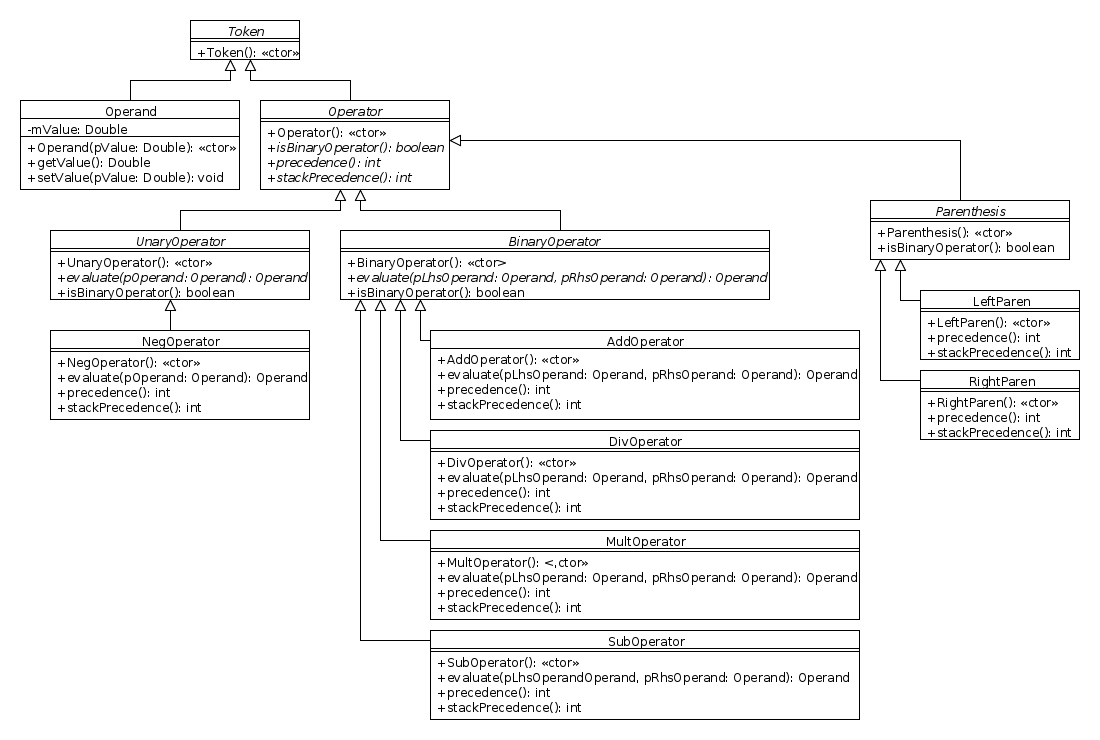 Token
+Token(): «ctor»
Operand
-mValue: Double
+Operand(pValue: Double): «ctor»
+getValue(): Double
+setValue(pValue: Double): void
Operator
+Operator(): «ctor»
+isBinaryOperator(): boolean
+precedence(): int
+stackPrecedence(): int
Parenthesis
+Parenthesis(): «ctor»
+isBinaryOperator(): boolean
UnaryOperator
+UnaryOperator(): «ctor»
+evaluate(pOperand: Operand): Operand
+isBinaryOperator(): boolean
BinaryOperator
+BinaryOperator(): «ctor>
+evaluate(pLhsOperand: Operand, pRhsOperand: Operand): Operand
+isBinaryOperator(): boolean
LeftParen
+LeftParen(): «ctor»
+precedence(): int
+stackPrecedence(): int
NegOperator
+NegOperator(): «ctor»
+evaluate(pOperand: Operand): Operand
+precedence(): int
+stackPrecedence(): int
AddOperator
+AddOperator(): «ctor»
+evaluate(pLhsOperand: Operand, pRhsOperand: Operand): Operand
+precedence(): int
+stackPrecedence(): int
RightParen
+RightParen(): «ctor»
+precedence(): int
+stackPrecedence(): int
DivOperator
+DivOperator(): «ctor»
+evaluate(pLhsOperand: Operand, pRhsOperand: Operand): Operand
+precedence(): int
+stackPrecedence(): int
MultOperator
+MultOperator(): <,ctor»
+evaluate(pLhsOperand: Operand, pRhsOperand: Operand): Operand
+precedence(): int
+stackPrecedence(): int
SubOperator
+SubOperator(): «ctor»
+evaluate(pLhsOperandOperand, pRhsOperand: Operand): Operand
+precedence(): int
+stackPrecedence(): int